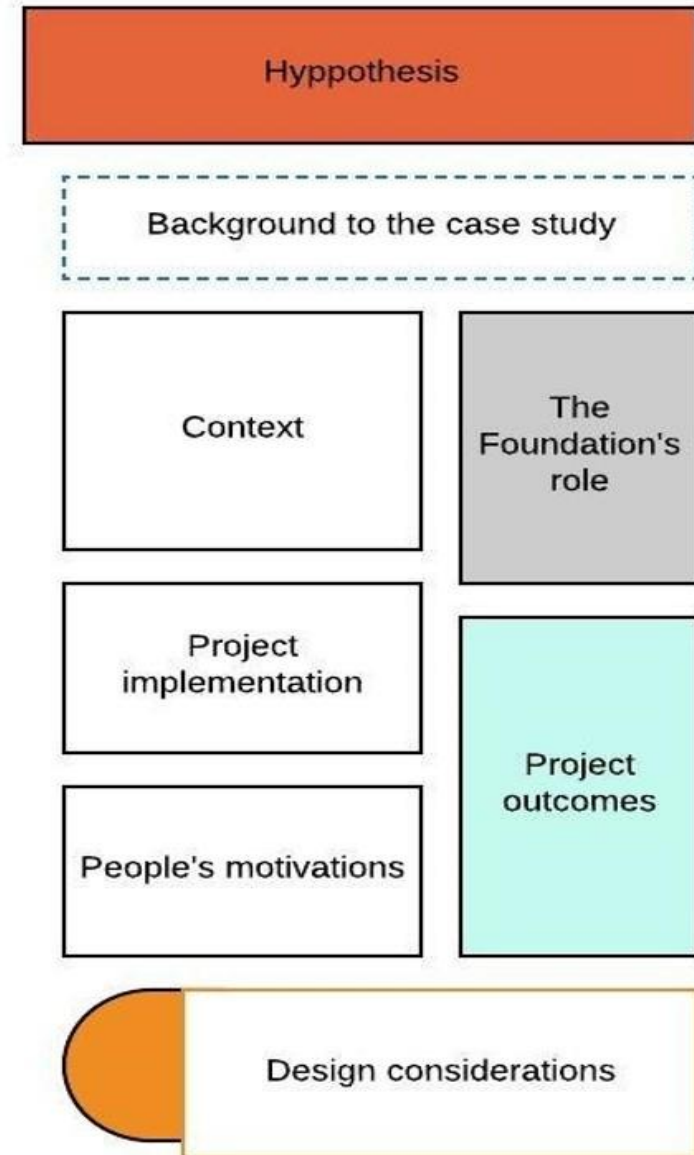 Hyppothesis
Background to the case study
Context
The
Foundation's
role
Project
implementation
Project
outcomes
People's motivations
Design considerations